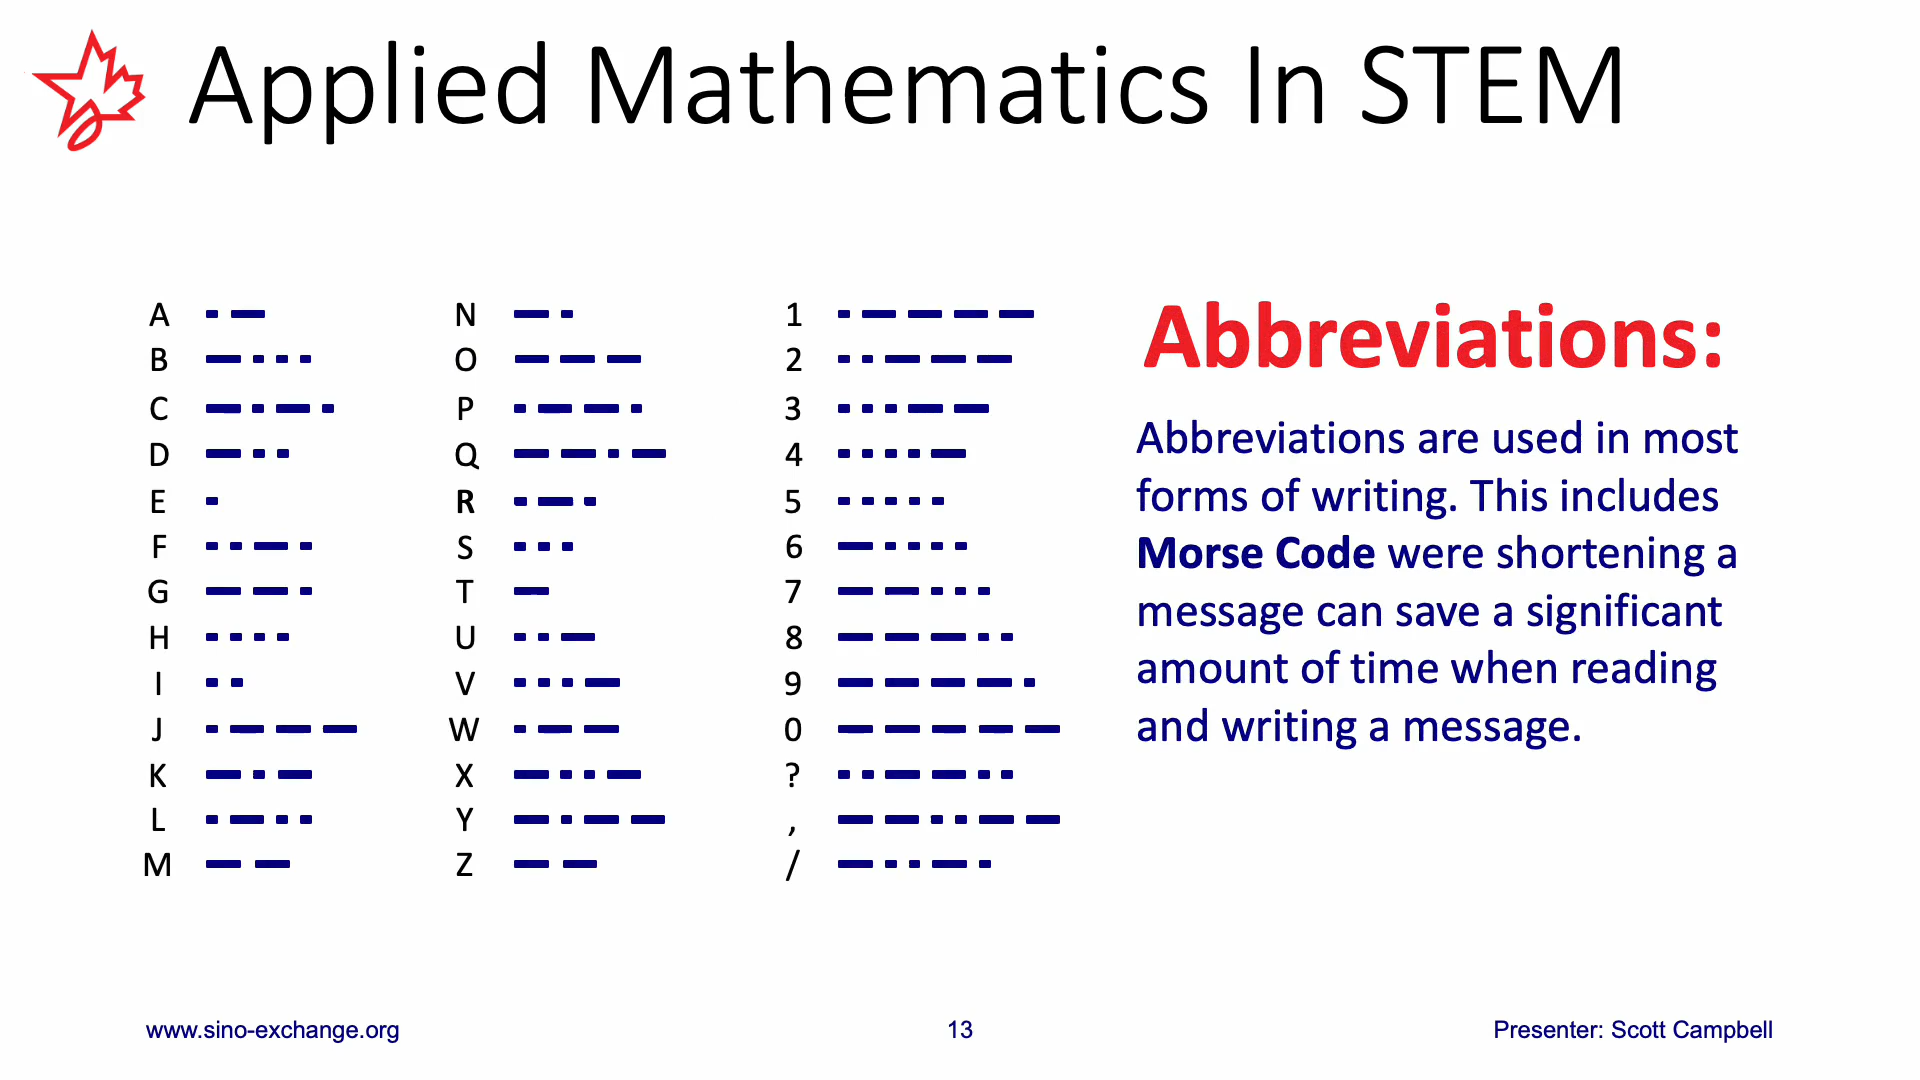 Applied Mathematics In STEM
A ▪ ▬
B ▬ ▪ ▪ ▪
C ▬ ▪ ▬ ▪
D ▬ ▪ ▪
E ▪
F ▪ ▪ ▬ ▪
G ▬ ▬ ▪
H ▪ ▪ ▪ ▪
I ▪ ▪
J ▪ ▬ ▬ ▬
K ▬ ▪ ▬
L ▪ ▬ ▪ ▪
M ▬ ▬
N ▬ ▪
O ▬ ▬ ▬
P ▪ ▬ ▬ ▪
Q ▬ ▬ ▪ ▬
R ▪ ▬ ▪
S ▪ ▪ ▪
T ▬
U ▪ ▪ ▬
V ▪ ▪ ▪ ▬
W ▪ ▬ ▬
X ▬ ▪ ▪ ▬
Y ▬ ▪ ▬ ▬
Z ▬ ▬
1 ▪ ▬ ▬ ▬ ▬
2 ▪ ▪ ▬ ▬ ▬
3 ▪ ▪ ▪ ▬ ▬
4 ▪ ▪ ▪ ▪ ▬
5 ▪ ▪ ▪ ▪ ▪
6 ▬ ▪ ▪ ▪ ▪
7 ▬ ▬ ▪ ▪ ▪
8 ▬ ▬ ▬ ▪ ▪
9 ▬ ▬ ▬ ▬ ▪
0 ▬ ▬ ▬ ▬ ▬
? ▪ ▪ ▬ ▬ ▪ ▪
, ▬ ▬ ▪ ▪ ▬ ▬
/ ▬ ▪ ▪ ▬ ▪
Abbreviations:
Abbreviations are used in most
forms of writing. This includes
Morse Code were shortening a
message can save a significant
amount of time when reading
and writing a message.
www.sino-exchange.org
13
Presenter: Scott Campbell